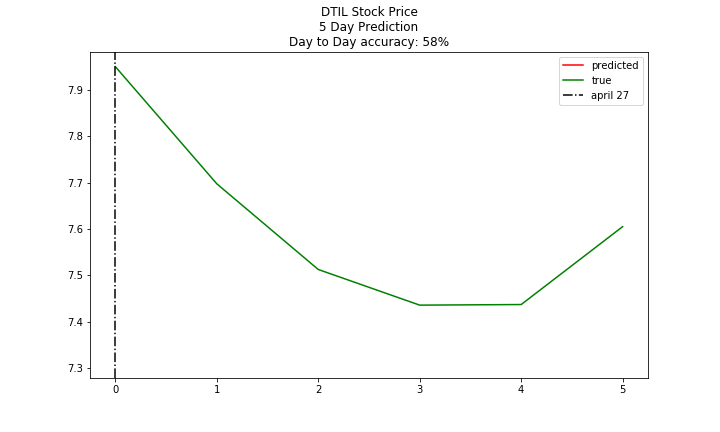 DTIL Stock Price
5 Day Prediction
Day to Day accuracy: 58%
predicted
true
april 27
7.9
7.8
7.7
7.6
7.5
7.4
7.3
0 1 2 3 4 5